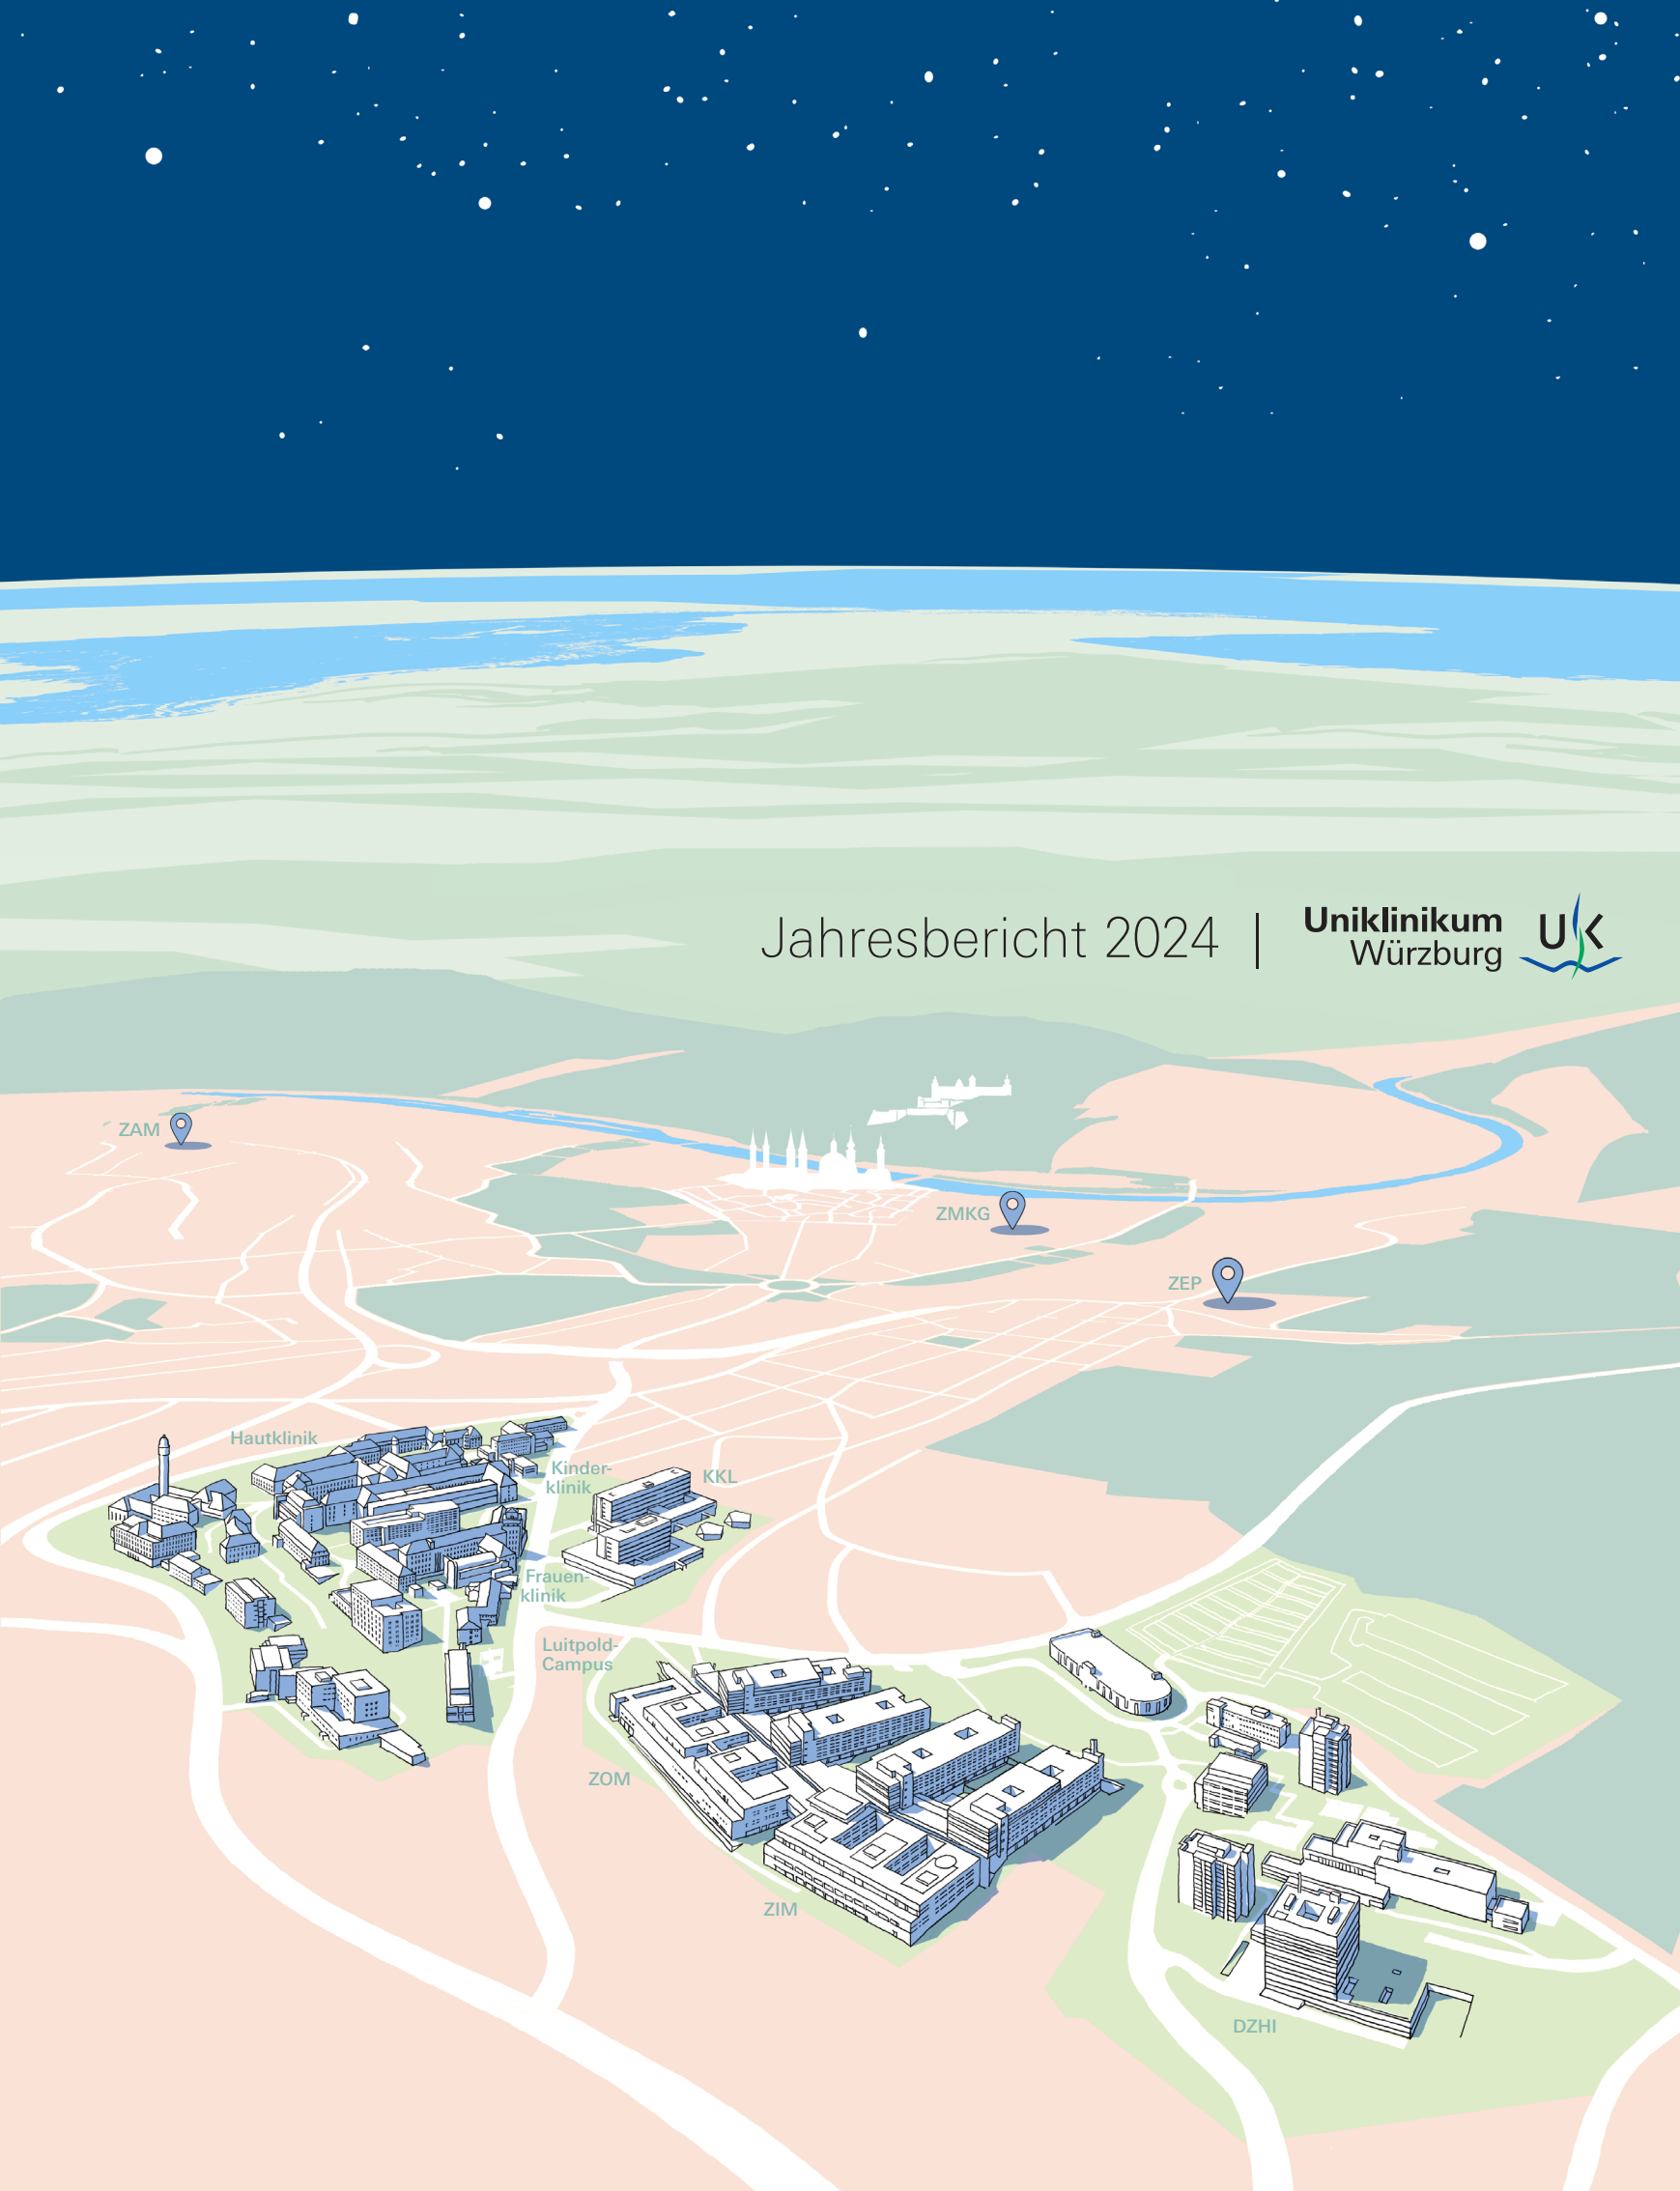 Jahresbericht 2024
Uniklinikum
Würzburg
UK
ZAM
ZMKG
ZEP
Hautklinik
Kinder-
klinik
KKL
Frauen-
klinik
Luitpold-
Campus
ZOM
ZIM
DZHI